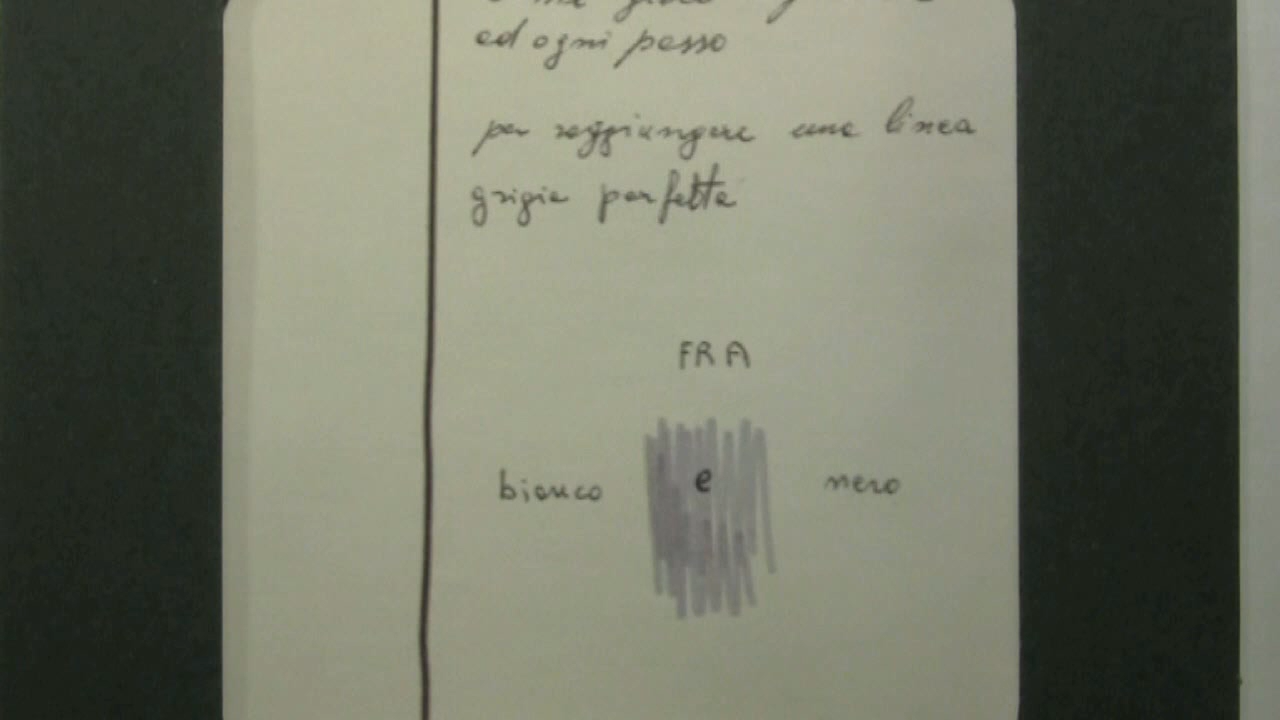 ed ogni passo
per raggiungere una linea
grigia perfetta
FRA
bianco e nero